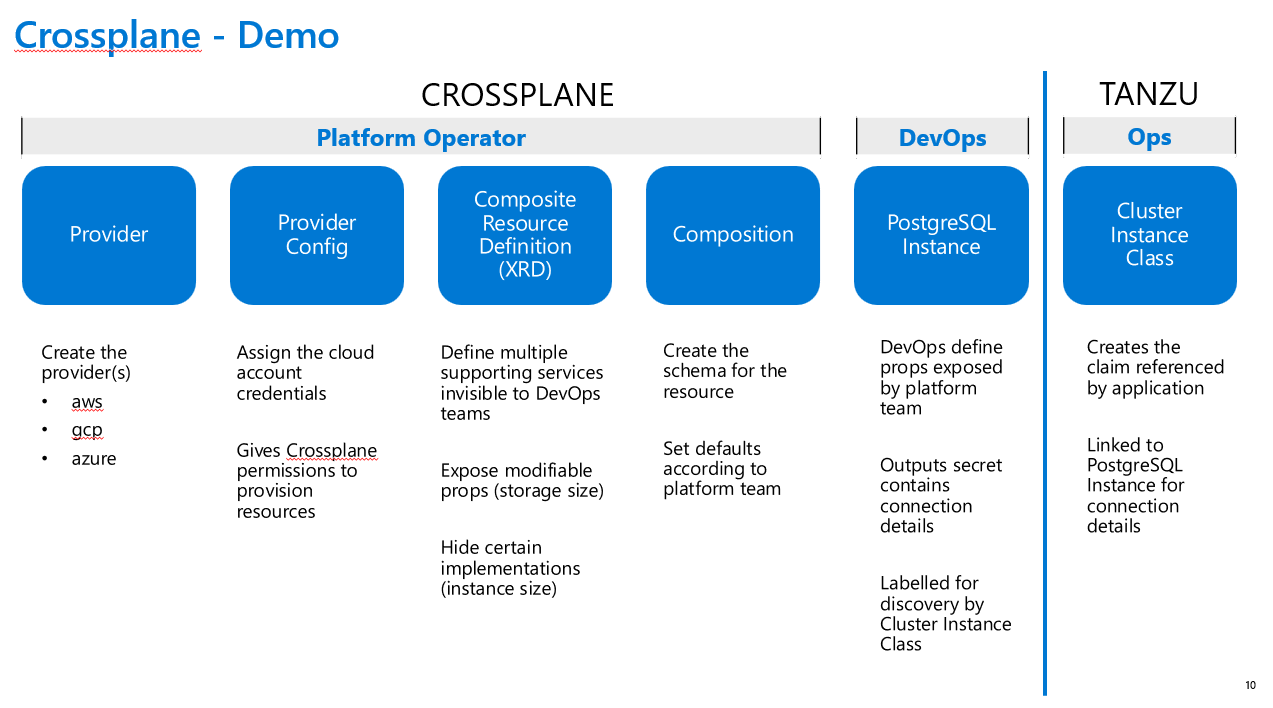 Crossplane - Demo
CROSSPLANE
TANZU
Platform Operator
DevOps
Ops
Provider
Provider
Config
Composite
Resource
Definition
(XRD)
Composition
PostgreSQL
Instance
Cluster
Instance
Class
Create the
provider(s)
• aws
• gcp
• azure
Assign the cloud
account
credentials
Gives Crossplane
permissions to
provision
resources
Define multiple
supporting services
invisible to DevOps
teams
Expose modifiable
props (storage size)
Hide certain
implementations
(instance size)
Create the
schema for the
resource
Set defaults
according to
platform team
DevOps define
props exposed
by platform
team
Outputs secret
contains
connection
details
Labelled for
discovery by
Cluster Instance
Class
Creates the
claim referenced
by application
Linked to
PostgreSQL
Instance for
connection
details
10